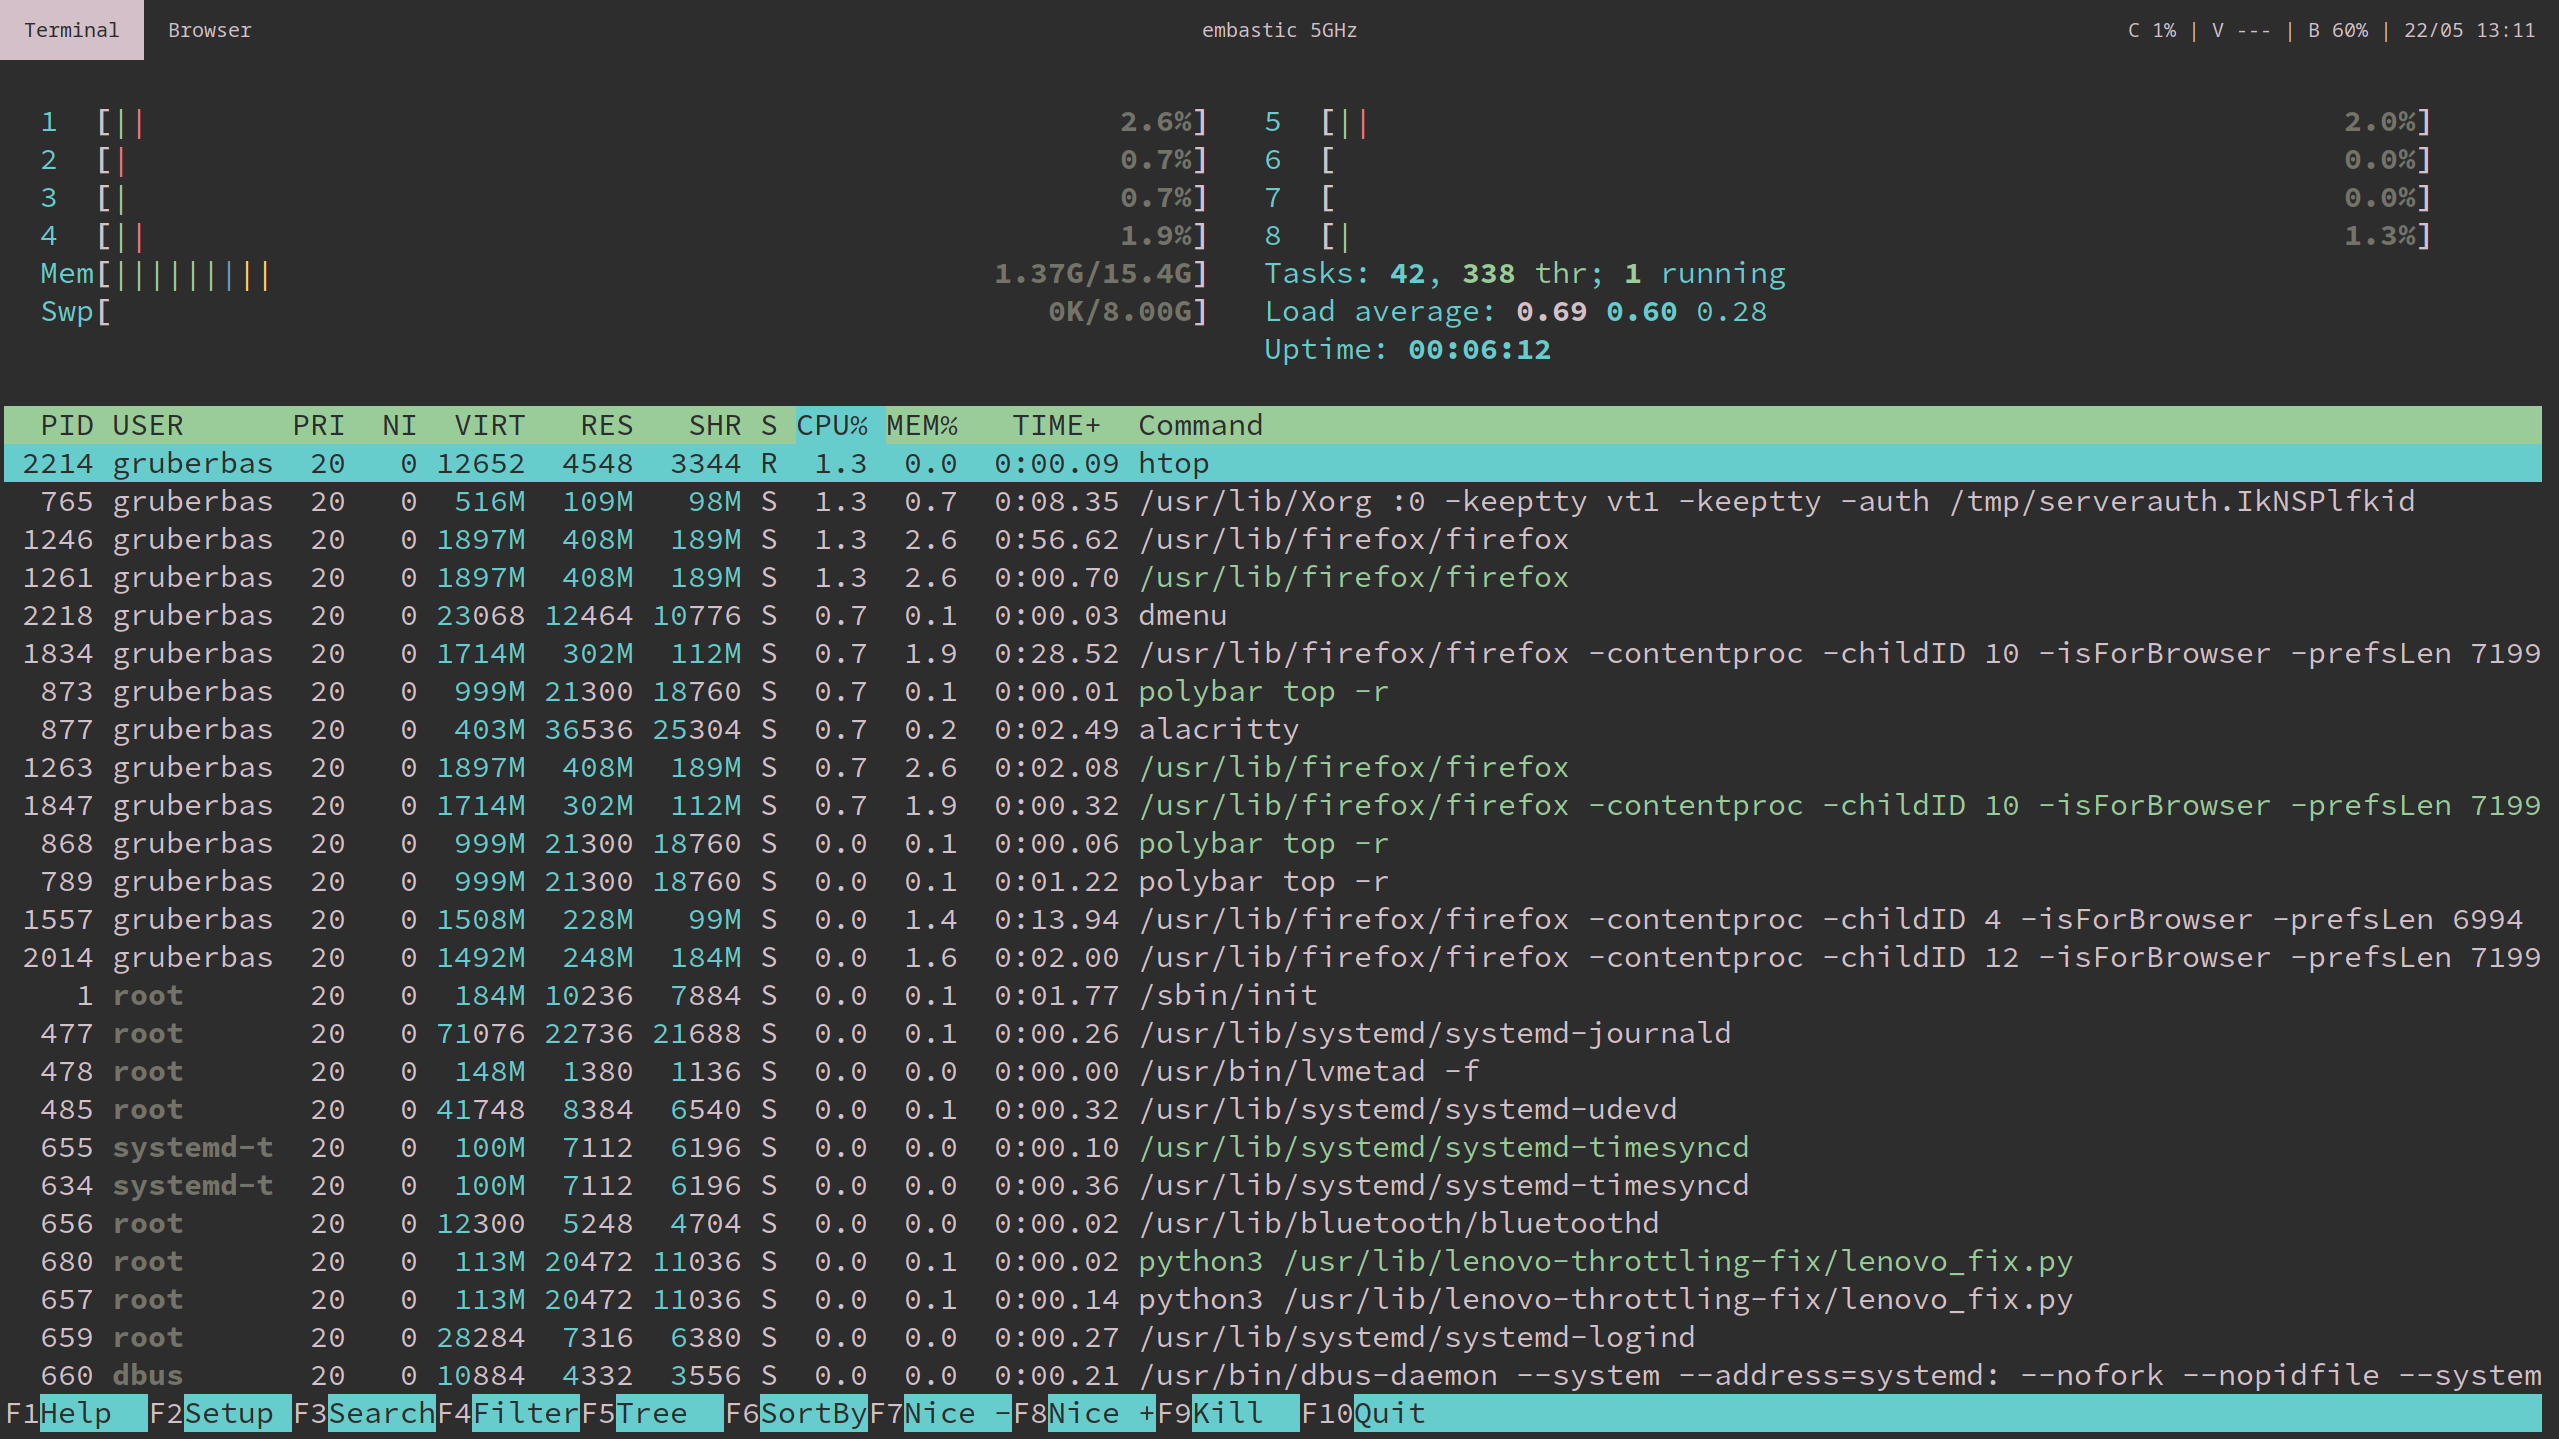 Terminal Browser embastic 5GHz C 1% | V --- | B 60% | 22/05 13:11
1 [|| 2.6%] 5 [|| 2.0%]
2 [| 0.7%] 6 [ 0.0%]
3 [| 0.7%] 7 [ 0.0%]
4 [|| 1.9%] 8 [| 1.3%]
Mem[||||||||| 1.37G/15.4G] Tasks: 42, 338 thr; 1 running
Swp[ 0K/8.00G] Load average: 0.69 0.60 0.28
Uptime: 00:06:12
PID USER PRI NI VIRT RES SHR S CPU% MEM% TIME+ Command
2214 gruberbas 20 0 12652 4548 3344 R 1.3 0.0 0:00.09 htop
765 gruberbas 20 0 516M 109M 98M S 1.3 0.7 0:08.35 /usr/lib/Xorg :0 -keeptty vt1 -keeptty -auth /tmp/serverauth.IkNSPlfkid
1246 gruberbas 20 0 1897M 408M 189M S 1.3 2.6 0:56.62 /usr/lib/firefox/firefox
1261 gruberbas 20 0 1897M 408M 189M S 1.3 2.6 0:00.70 /usr/lib/firefox/firefox
2218 gruberbas 20 0 23068 12464 10776 S 0.7 0.1 0:00.03 dmenu
1834 gruberbas 20 0 1714M 302M 112M S 0.7 1.9 0:28.52 /usr/lib/firefox/firefox -contentproc -childID 10 -isForBrowser -prefsLen 7199
873 gruberbas 20 0 999M 21300 18760 S 0.7 0.1 0:00.01 polybar top -r
877 gruberbas 20 0 403M 36536 25304 S 0.7 0.2 0:02.49 alacritty
1263 gruberbas 20 0 1897M 408M 189M S 0.7 2.6 0:02.08 /usr/lib/firefox/firefox
1847 gruberbas 20 0 1714M 302M 112M S 0.7 1.9 0:00.32 /usr/lib/firefox/firefox -contentproc -childID 10 -isForBrowser -prefsLen 7199
868 gruberbas 20 0 999M 21300 18760 S 0.0 0.1 0:00.06 polybar top -r
789 gruberbas 20 0 999M 21300 18760 S 0.0 0.1 0:01.22 polybar top -r
1557 gruberbas 20 0 1508M 228M 99M S 0.0 1.4 0:13.94 /usr/lib/firefox/firefox -contentproc -childID 4 -isForBrowser -prefsLen 6994
2014 gruberbas 20 0 1492M 248M 184M S 0.0 1.6 0:02.00 /usr/lib/firefox/firefox -contentproc -childID 12 -isForBrowser -prefsLen 7199
1 root 20 0 184M 10236 7884 S 0.0 0.1 0:01.77 /sbin/init
477 root 20 0 71076 22736 21688 S 0.0 0.1 0:00.26 /usr/lib/systemd/systemd-journald
478 root 20 0 148M 1380 1136 S 0.0 0.0 0:00.00 /usr/bin/lvmetad -f
485 root 20 0 41748 8384 6540 S 0.0 0.1 0:00.32 /usr/lib/systemd/systemd-udevd
655 systemd-t 20 0 100M 7112 6196 S 0.0 0.0 0:00.10 /usr/lib/systemd/systemd-timesyncd
634 systemd-t 20 0 100M 7112 6196 S 0.0 0.0 0:00.36 /usr/lib/systemd/systemd-timesyncd
656 root 20 0 12300 5248 4704 S 0.0 0.0 0:00.02 /usr/lib/bluetooth/bluetoothd
680 root 20 0 113M 20472 11036 S 0.0 0.1 0:00.02 python3 /usr/lib/lenovo-throttling-fix/lenovo_fix.py
657 root 20 0 113M 20472 11036 S 0.0 0.1 0:00.14 python3 /usr/lib/lenovo-throttling-fix/lenovo_fix.py
659 root 20 0 28284 7316 6380 S 0.0 0.0 0:00.27 /usr/lib/systemd/systemd-logind
660 dbus 20 0 10884 4332 3556 S 0.0 0.0 0:00.21 /usr/bin/dbus-daemon --system --address=systemd: --nofork --nopidfile --system
F1Help F2Setup F3SearchF4FilterF5Tree F6SortByF7Nice -F8Nice +F9Kill F10Quit